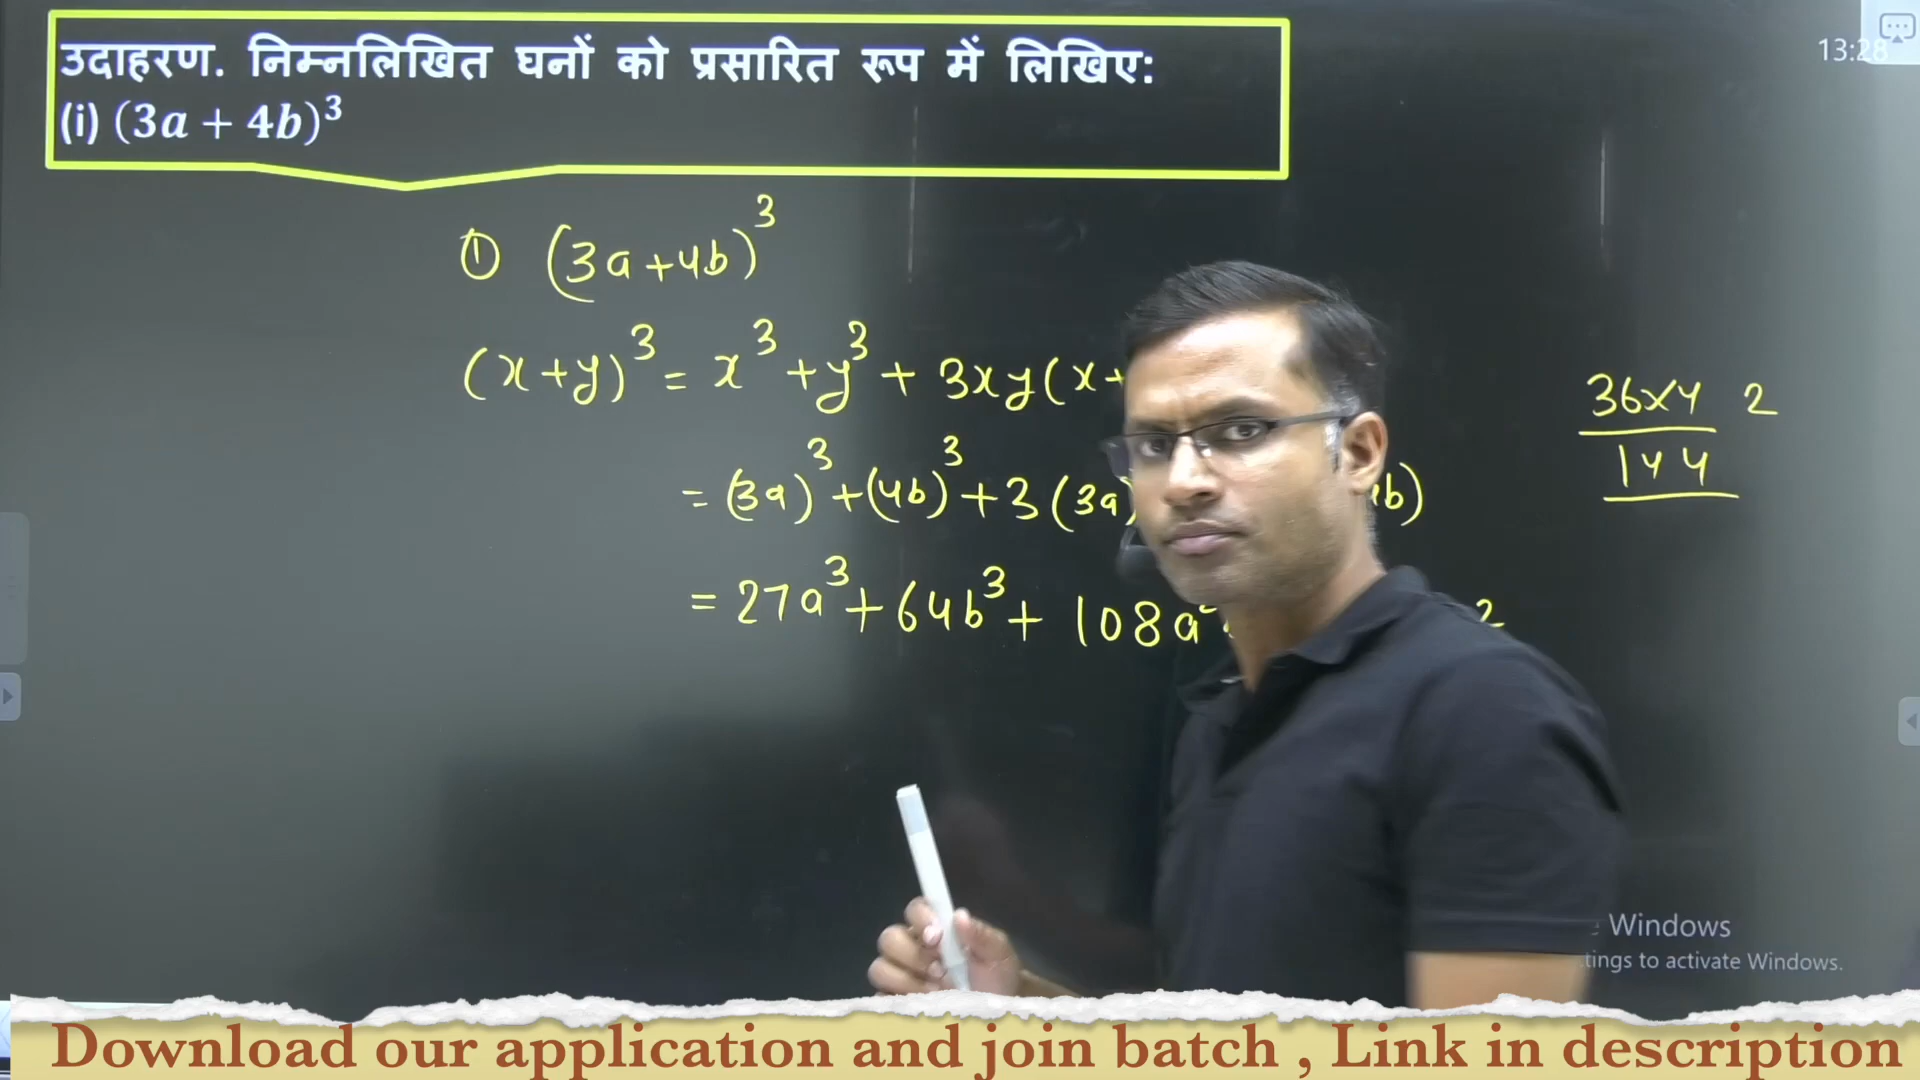 उदाहरण. निम्नलिखित घनों को प्रसारित रूप में लिखिए:
(i) (3a + 4b)³
13:28
① (3a+4b)³
(x+y)³ = x³ + y³ + 3xy(x+
= (3a)³+(4b)³+3(3a) b)
= 27a³+64b³+ 108a² 2
36×4 2
144
Windows
tings to activate Windows.
Download our application and join batch , Link in description